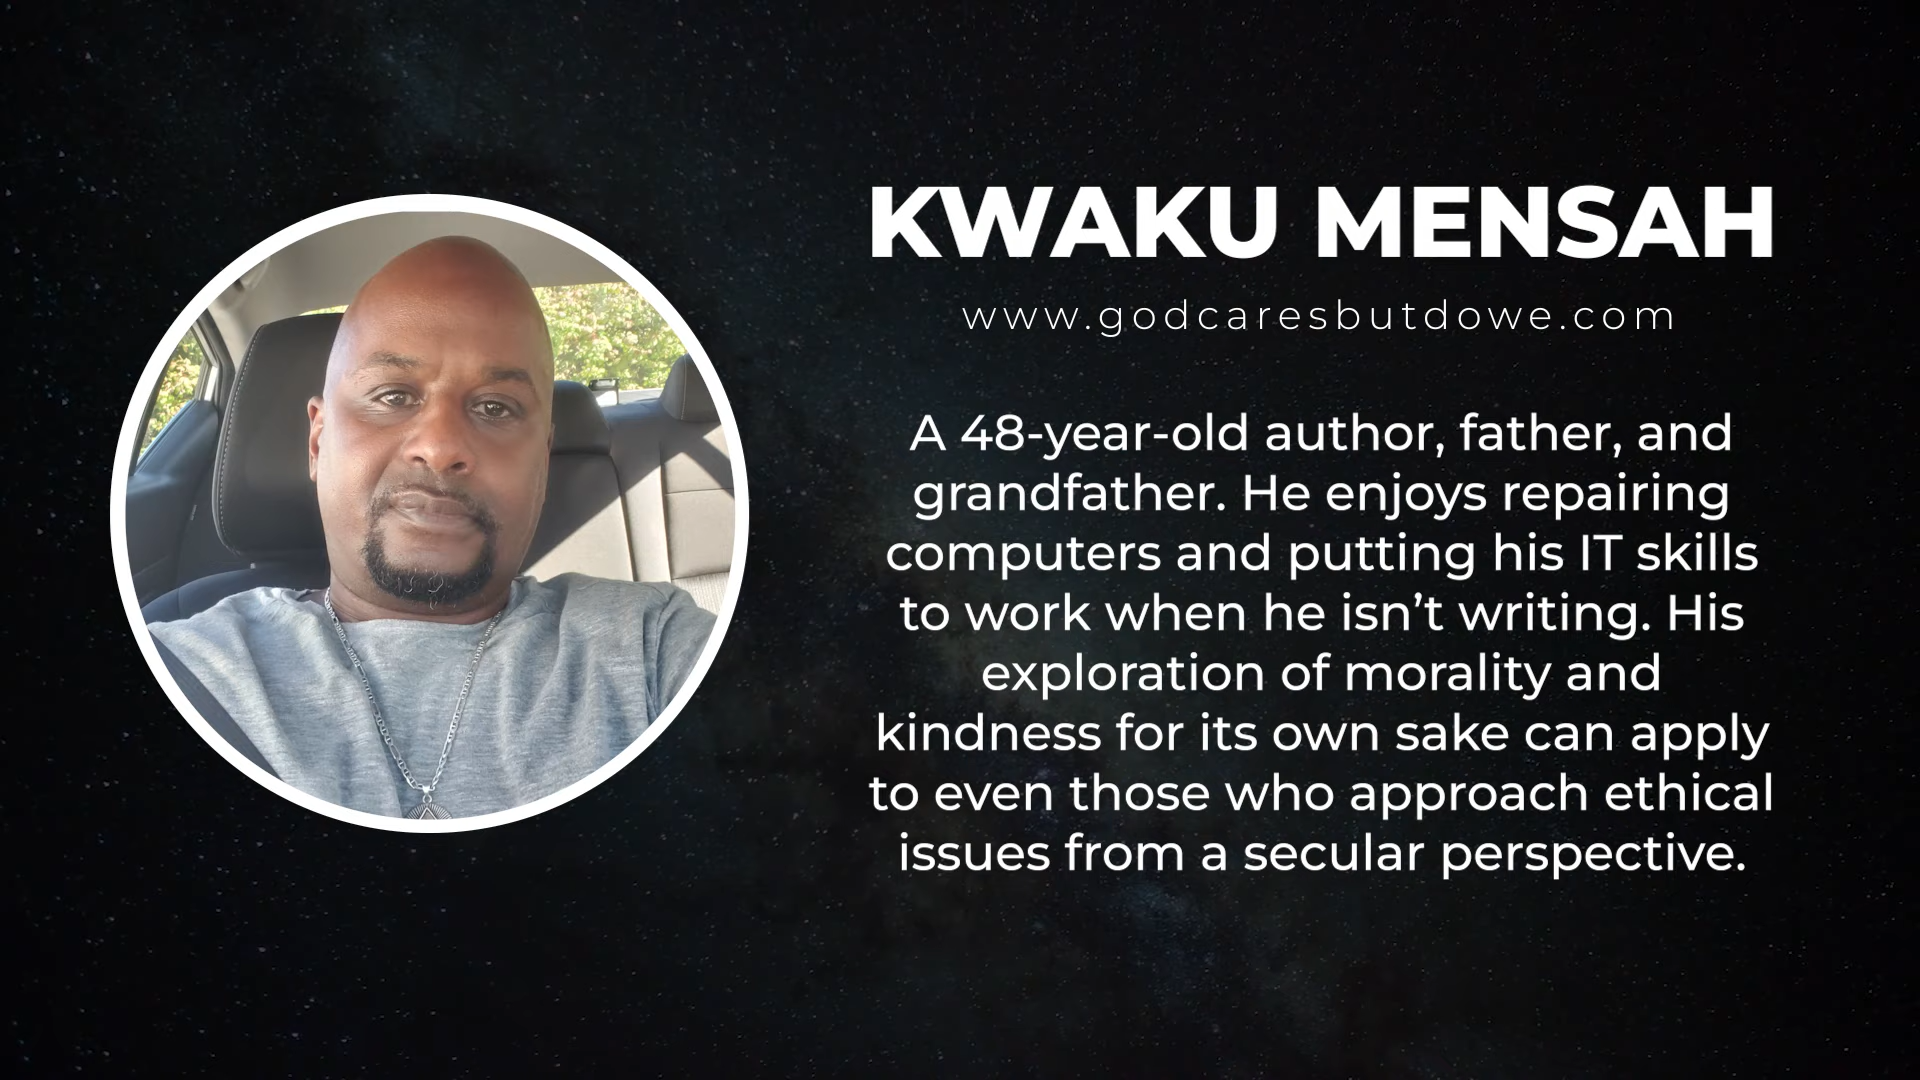 KWAKU MENSAH
www.godcaresbutdowe.com
A 48-year-old author, father, and
grandfather. He enjoys repairing
computers and putting his IT skills
to work when he isn’t writing. His
exploration of morality and
kindness for its own sake can apply
to even those who approach ethical
issues from a secular perspective.